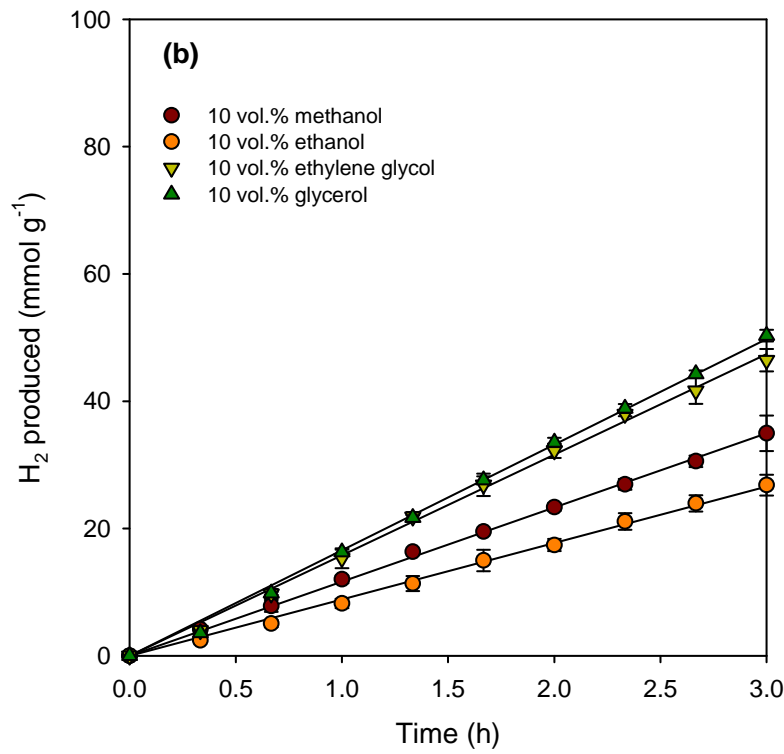 (b)
10 vol.% methanol
10 vol.% ethanol
10 vol.% ethylene glycol
10 vol.% glycerol
H₂ produced (mmol g⁻¹)
100
80
60
40
20
0
0.0 0.5 1.0 1.5 2.0 2.5 3.0
Time (h)